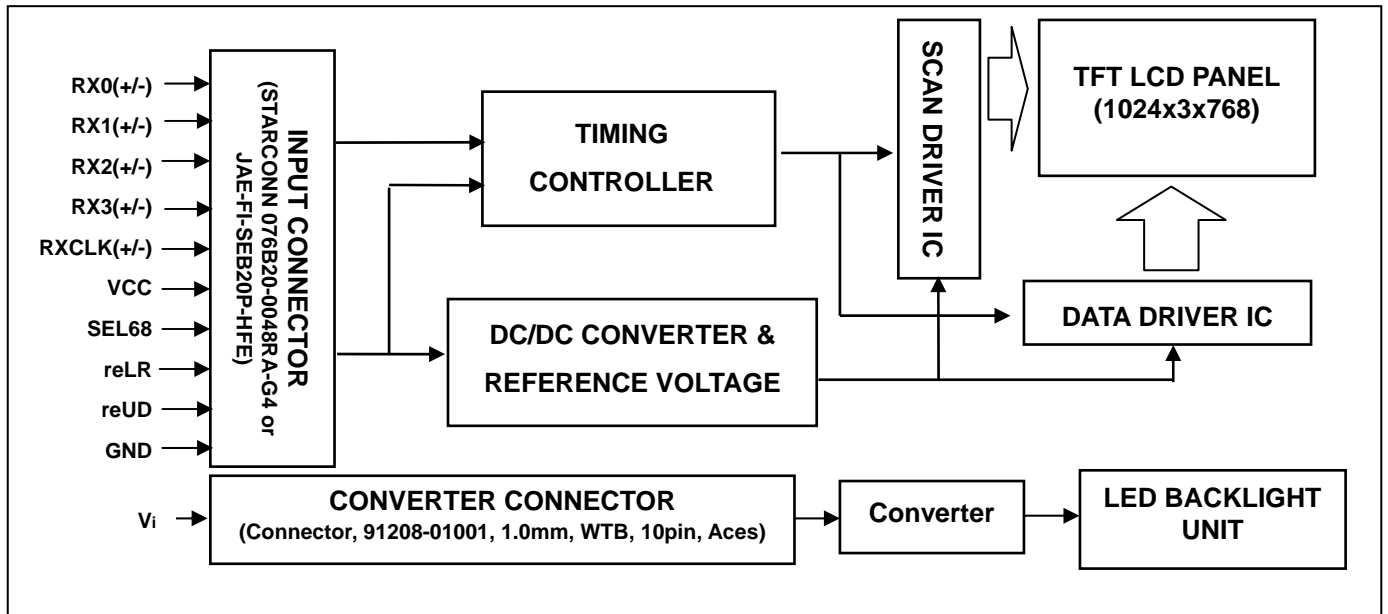 RX0(+/-)
RX1(+/-)
RX2(+/-)
RX3(+/-)
RXCLK(+/-)
VCC
SEL68
reLR
reUD
GND
INPUT CONNECTOR
(STARCONN 076B20-0048RA-G4 or
JAE-FI-SEB20P-HFE)
TIMING
CONTROLLER
DC/DC CONVERTER &
REFERENCE VOLTAGE
SCAN DRIVER IC
TFT LCD PANEL
(1024x3x768)
DATA DRIVER IC
Vi
CONVERTER CONNECTOR
(Connector, 91208-01001, 1.0mm, WTB, 10pin, Aces)
Converter
LED BACKLIGHT
UNIT